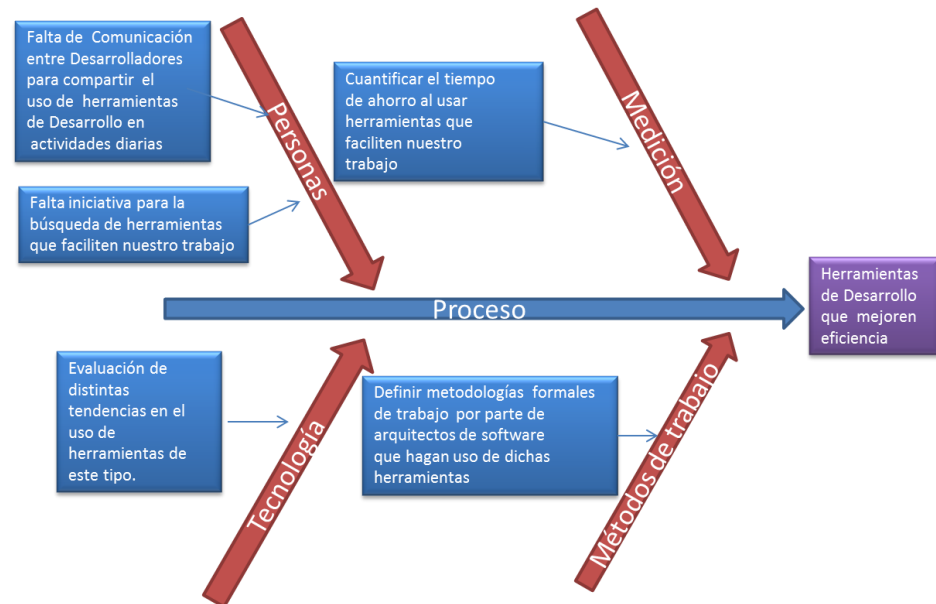 Falta de Comunicación
entre Desarrolladores
para compartir el
uso de herramientas
de Desarrollo en
actividades diarias
Personas
Cuantificar el tiempo
de ahorro al usar
herramientas que
faciliten nuestro
trabajo
Medición
Falta iniciativa para la
búsqueda de herramientas
que faciliten nuestro trabajo
Proceso
Herramientas
de Desarrollo
que mejoren
eficiencia
Evaluación de
distintas
tendencias en el
uso de
herramientas de
este tipo.
Tecnología
Definir metodologías formales
de trabajo por parte de
arquitectos de software
que hagan uso de dichas
herramientas
Métodos de trabajo